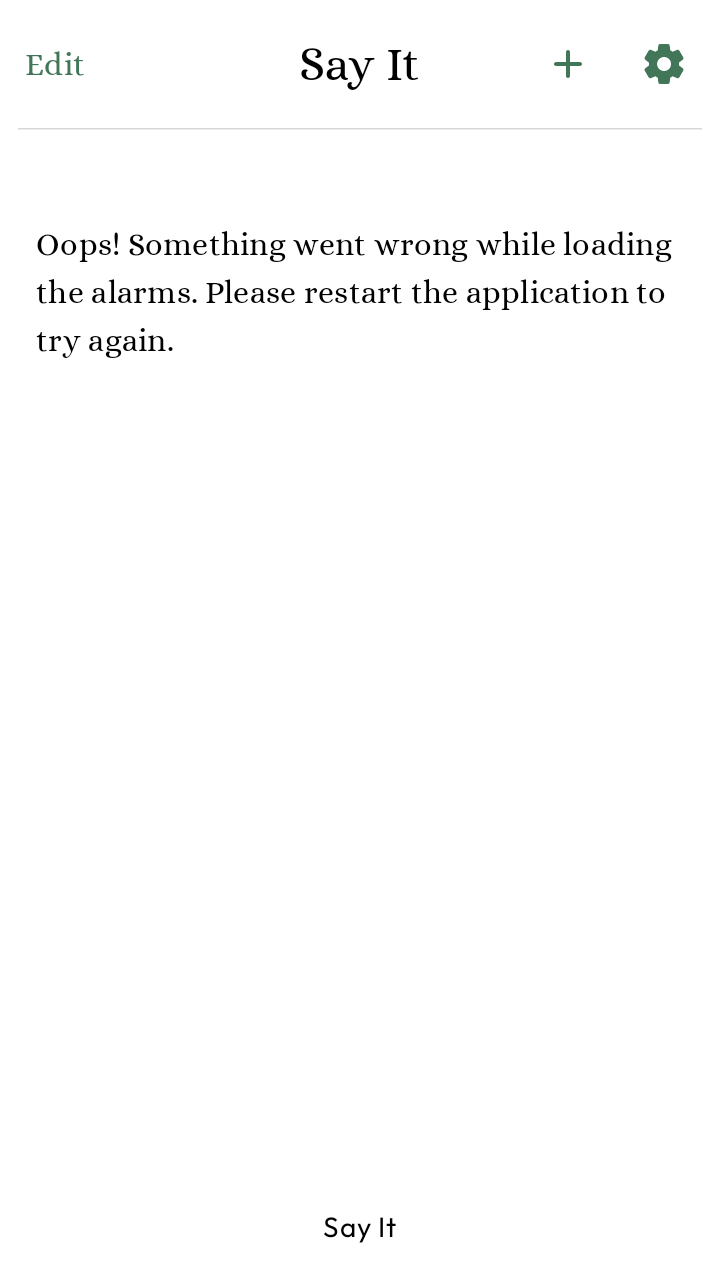 Edit
Say It
Oops! Something went wrong while loading
the alarms. Please restart the application to
try again.
Say It